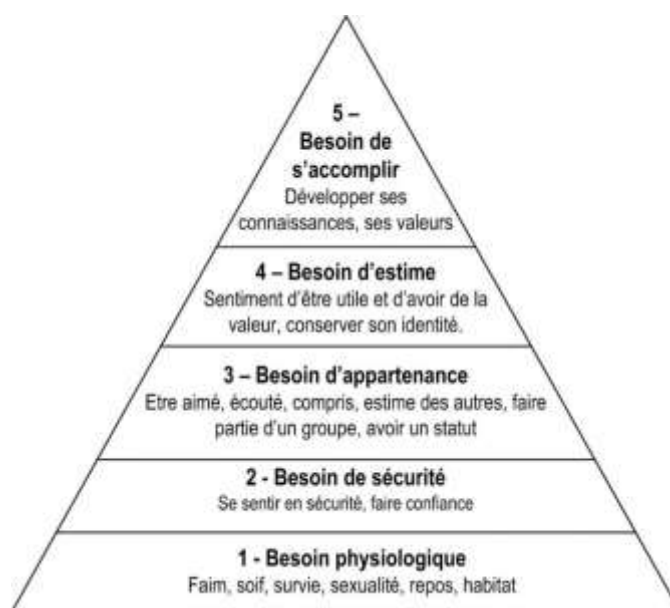 5 –
Besoin de
s'accomplir
Développer ses
connaissances, ses valeurs
4 – Besoin d'estime
Sentiment d'être utile et d'avoir de la
valeur, conserver son identité.
3 – Besoin d'appartenance
Etre aimé, écouté, compris, estime des autres, faire
partie d'un groupe, avoir un statut
2 - Besoin de sécurité
Se sentir en sécurité, faire confiance
1 - Besoin physiologique
Faim, soif, survie, sexualité, repos, habitat